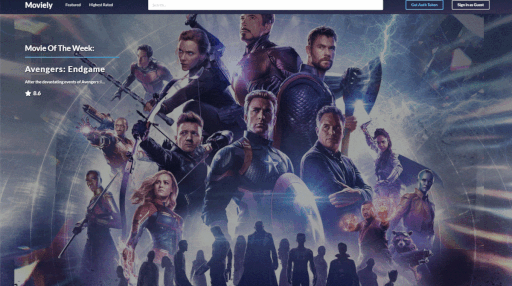 Moviely Featured Highest Rated Get Auth Token Sign in as Guest
Movie Of The Week:
Avengers: Endgame
After the devastating events of Avengers: I...
8.6